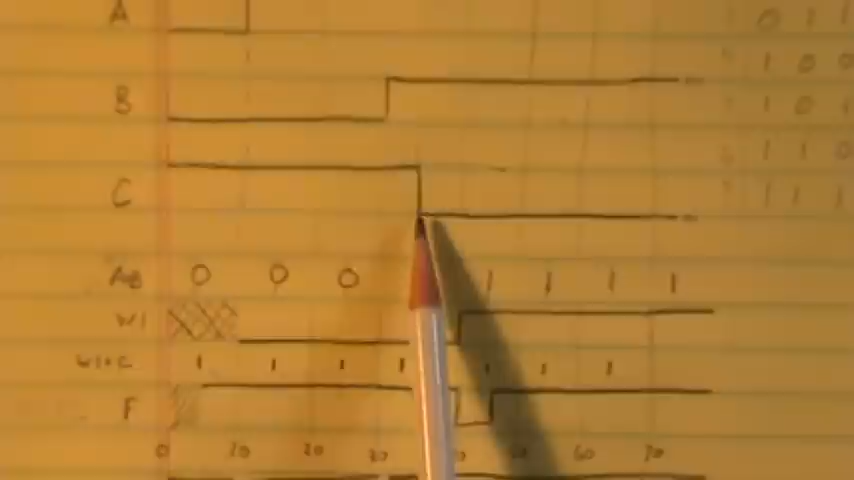 A 0 1 1
1 0 0
B 1 0 1
1 1 0
C 1 1 1
AB 0 0 0 1 1 1 1
W1
W1+C 1 1 1 1 1 1 1
F
0 10 20 30 60 70